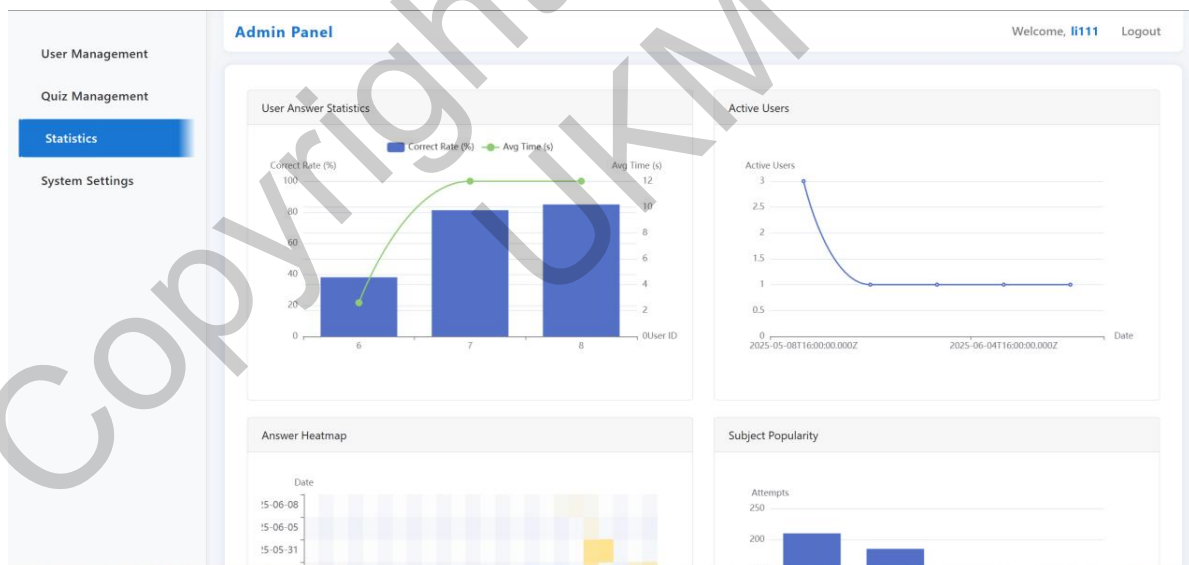 Admin Panel
Welcome, li111 Logout
User Management
Quiz Management
Statistics
System Settings
User Answer Statistics
Correct Rate (%) Avg Time (s)
Correct Rate (%)
Avg Time (s)
100
80
60
40
20
0
12
10
8
6
4
2
0User ID
6 7 8
Active Users
Active Users
3
2.5
2
1.5
1
0.5
0
Date
2025-05-08T16:00:00.000Z 2025-06-04T16:00:00.000Z
Answer Heatmap
Date
25-06-08
25-06-05
25-05-31
Subject Popularity
Attempts
250
200
Copyright
UKM